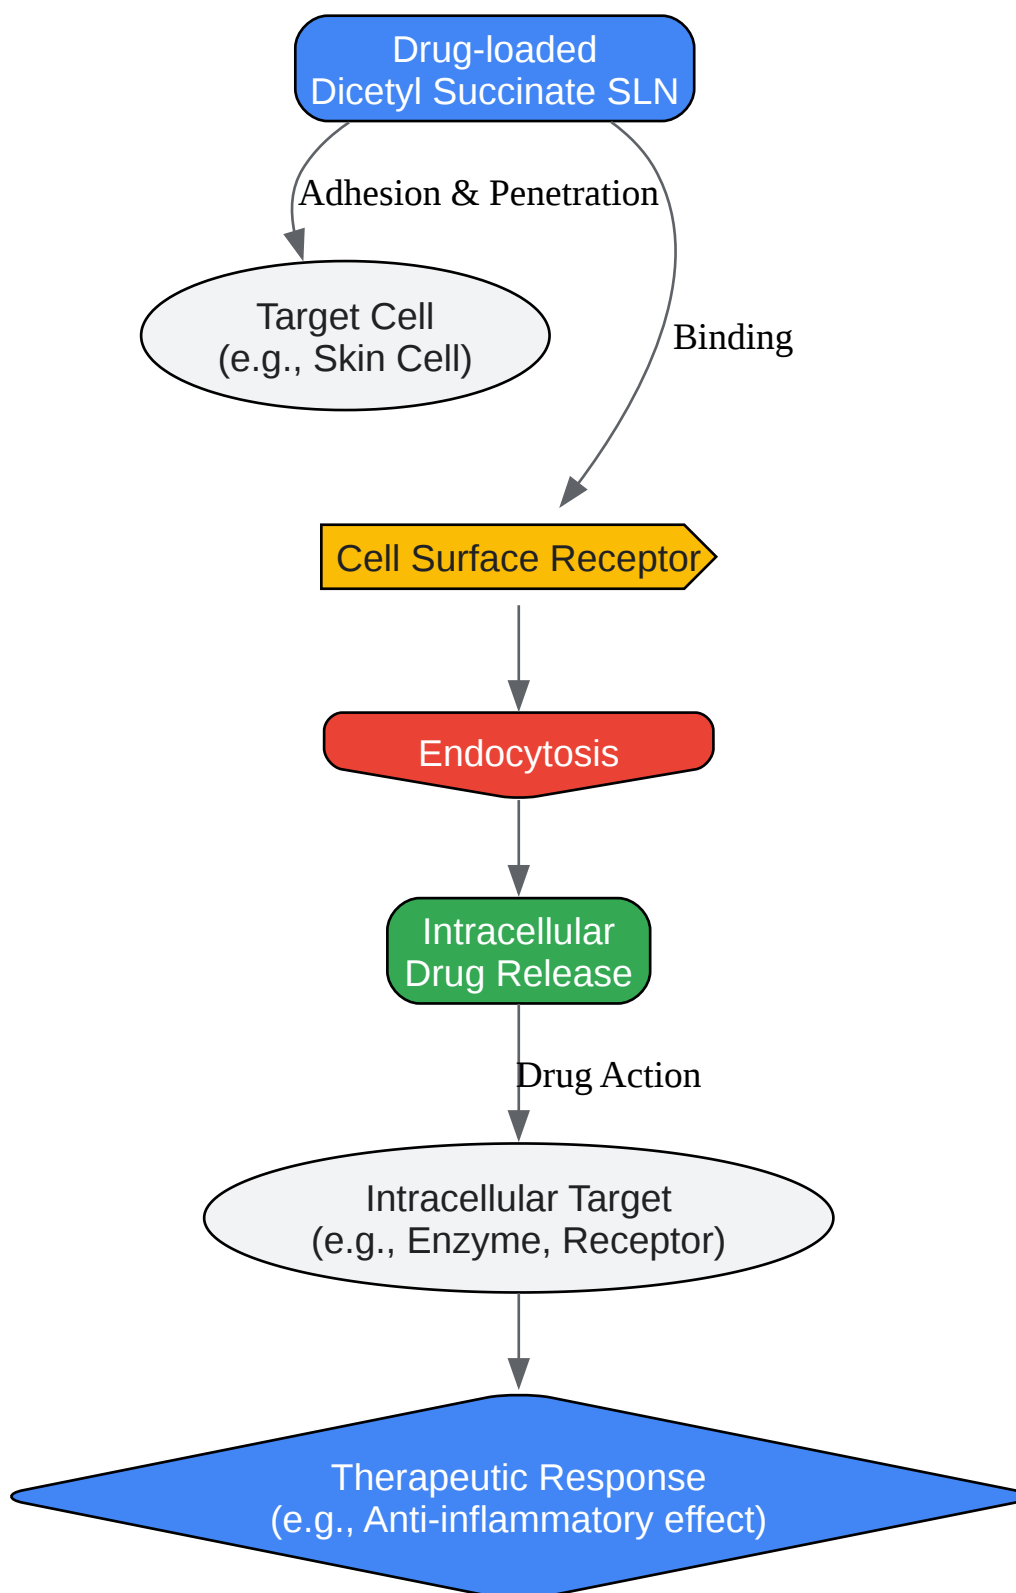 Drug-loaded
Dicetyl Succinate SLN
Adhesion & Penetration
Target Cell
(e.g., Skin Cell)
Binding
Cell Surface Receptor
Endocytosis
Intracellular
Drug Release
Drug Action
Intracellular Target
(e.g., Enzyme, Receptor)
Therapeutic Response
(e.g., Anti-inflammatory effect)